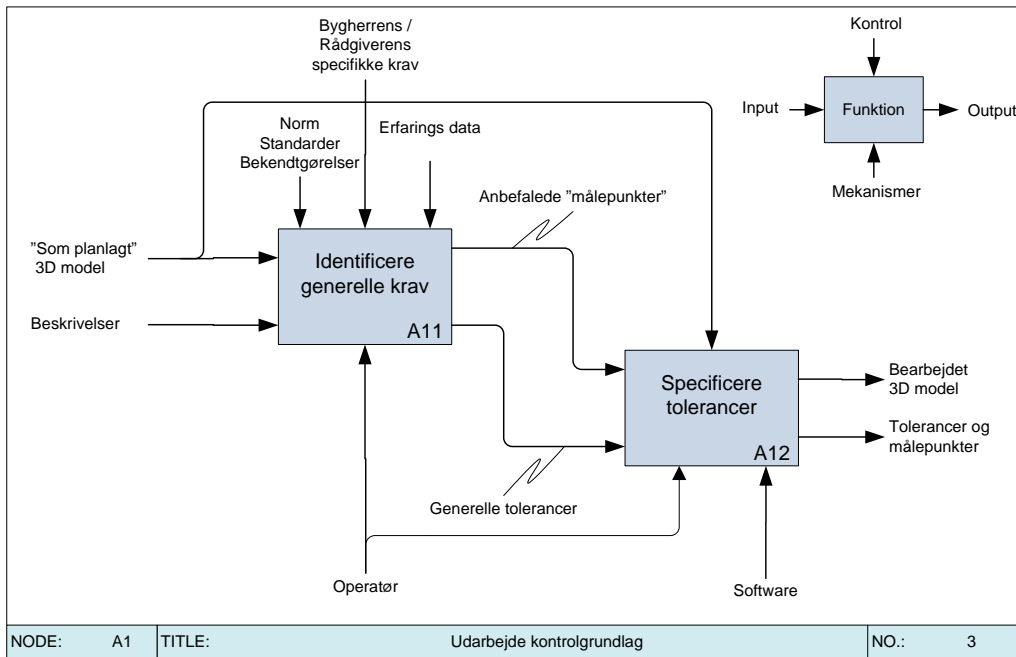 Bygherrens /
Rådgiverens
specifikke krav
Kontrol
Input
Funktion
Output
Mekanismer
Norm
Standarder
Bekendtgørelser
Erfarings data
Anbefalede ”målepunkter”
”Som planlagt”
3D model
Identificere
generelle krav
A11
Beskrivelser
Specificere
tolerancer
A12
Bearbejdet
3D model
Tolerancer og
målepunkter
Generelle tolerancer
Operatør
Software
NODE: A1 TITLE: Udarbejde kontrolgrundlag NO.: 3